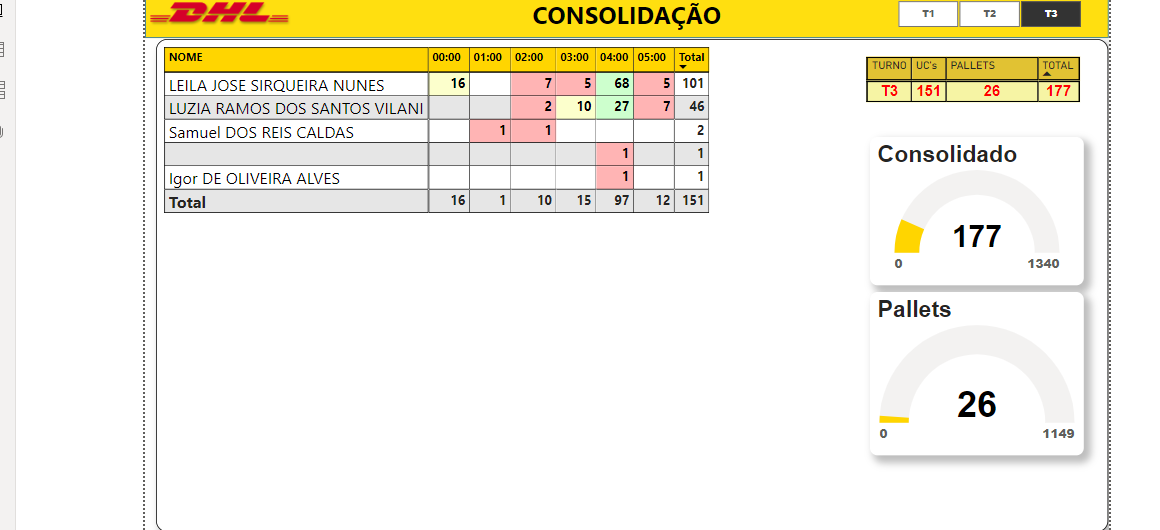 DHL
CONSOLIDAÇÃO
T1 T2 T3
NOME 00:00 01:00 02:00 03:00 04:00 05:00 Total
LEILA JOSE SIRQUEIRA NUNES 16 7 5 68 5 101
LUZIA RAMOS DOS SANTOS VILANI 2 10 27 7 46
Samuel DOS REIS CALDAS 1 1 2
1 1
Igor DE OLIVEIRA ALVES 1 1
Total 16 1 10 15 97 12 151
TURNO UC's PALLETS TOTAL
T3 151 26 177
Consolidado
177
0 1340
Pallets
26
0 1149